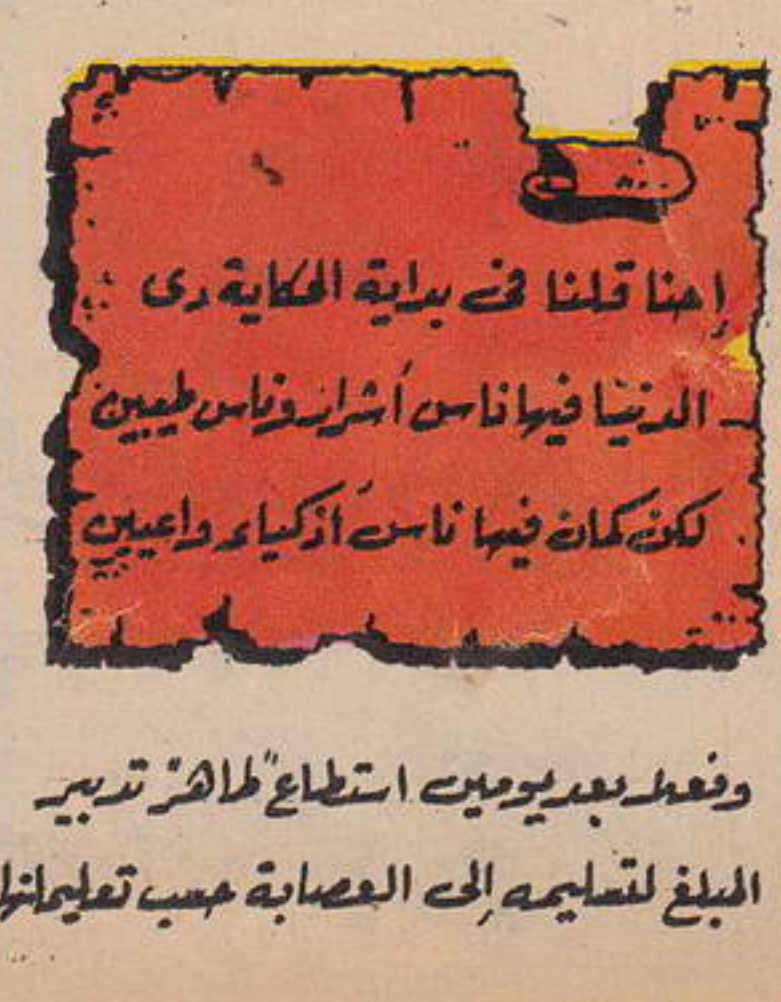 إحنا قلنا فى بداية الحكاية دى
الدنيا فيها ناس أشرار وناس طيبين
لكن كمان فيها ناس أذكياء واعيين
وفعلا بعد يومين استطاع "طاهر" تدبير
المبلغ لتسليمه إلى العصابة حسب تعليماتها